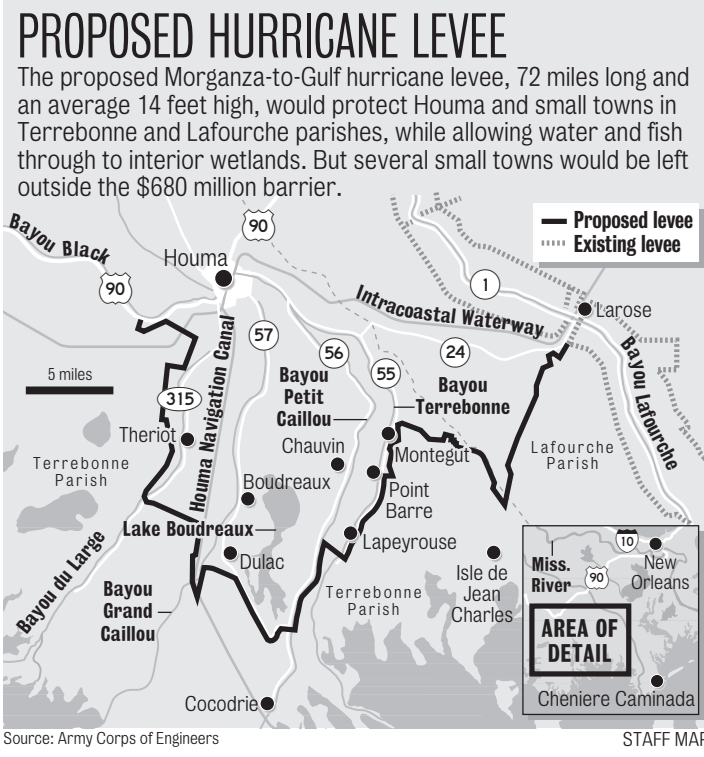 PROPOSED HURRICANE LEVEE
The proposed Morganza-to-Gulf hurricane levee, 72 miles long and
an average 14 feet high, would protect Houma and small towns in
Terrebonne and Lafourche parishes, while allowing water and fish
through to interior wetlands. But several small towns would be left
outside the $680 million barrier.
Proposed levee
Existing levee
Bayou Black
90
Houma
90
1
Intracoastal Waterway
Larose
57
56
24
55
5 miles
315
Houma Navigation Canal
Bayou
Petit
Caillou
Bayou
Terrebonne
Bayou Lafourche
Theriot
Chauvin
Montegut
Lafourche
Parish
Terrebonne
Parish
Boudreaux
Point
Barre
Lake Boudreaux
Lapeyrouse
Dulac
Bayou du Large
Bayou
Grand
Caillou
Terrebonne
Parish
Isle de
Jean
Charles
Cocodrie
10
Miss.
River
90
New
Orleans
AREA OF
DETAIL
Cheniere Caminada
Source: Army Corps of Engineers
STAFF MAP